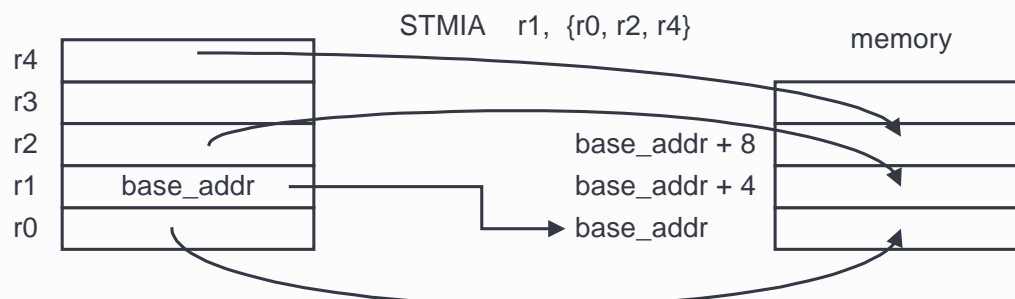 STMIA r1, {r0, r2, r4}
memory
r4
r3
r2
base_addr + 8
r1
base_addr
base_addr + 4
r0
base_addr